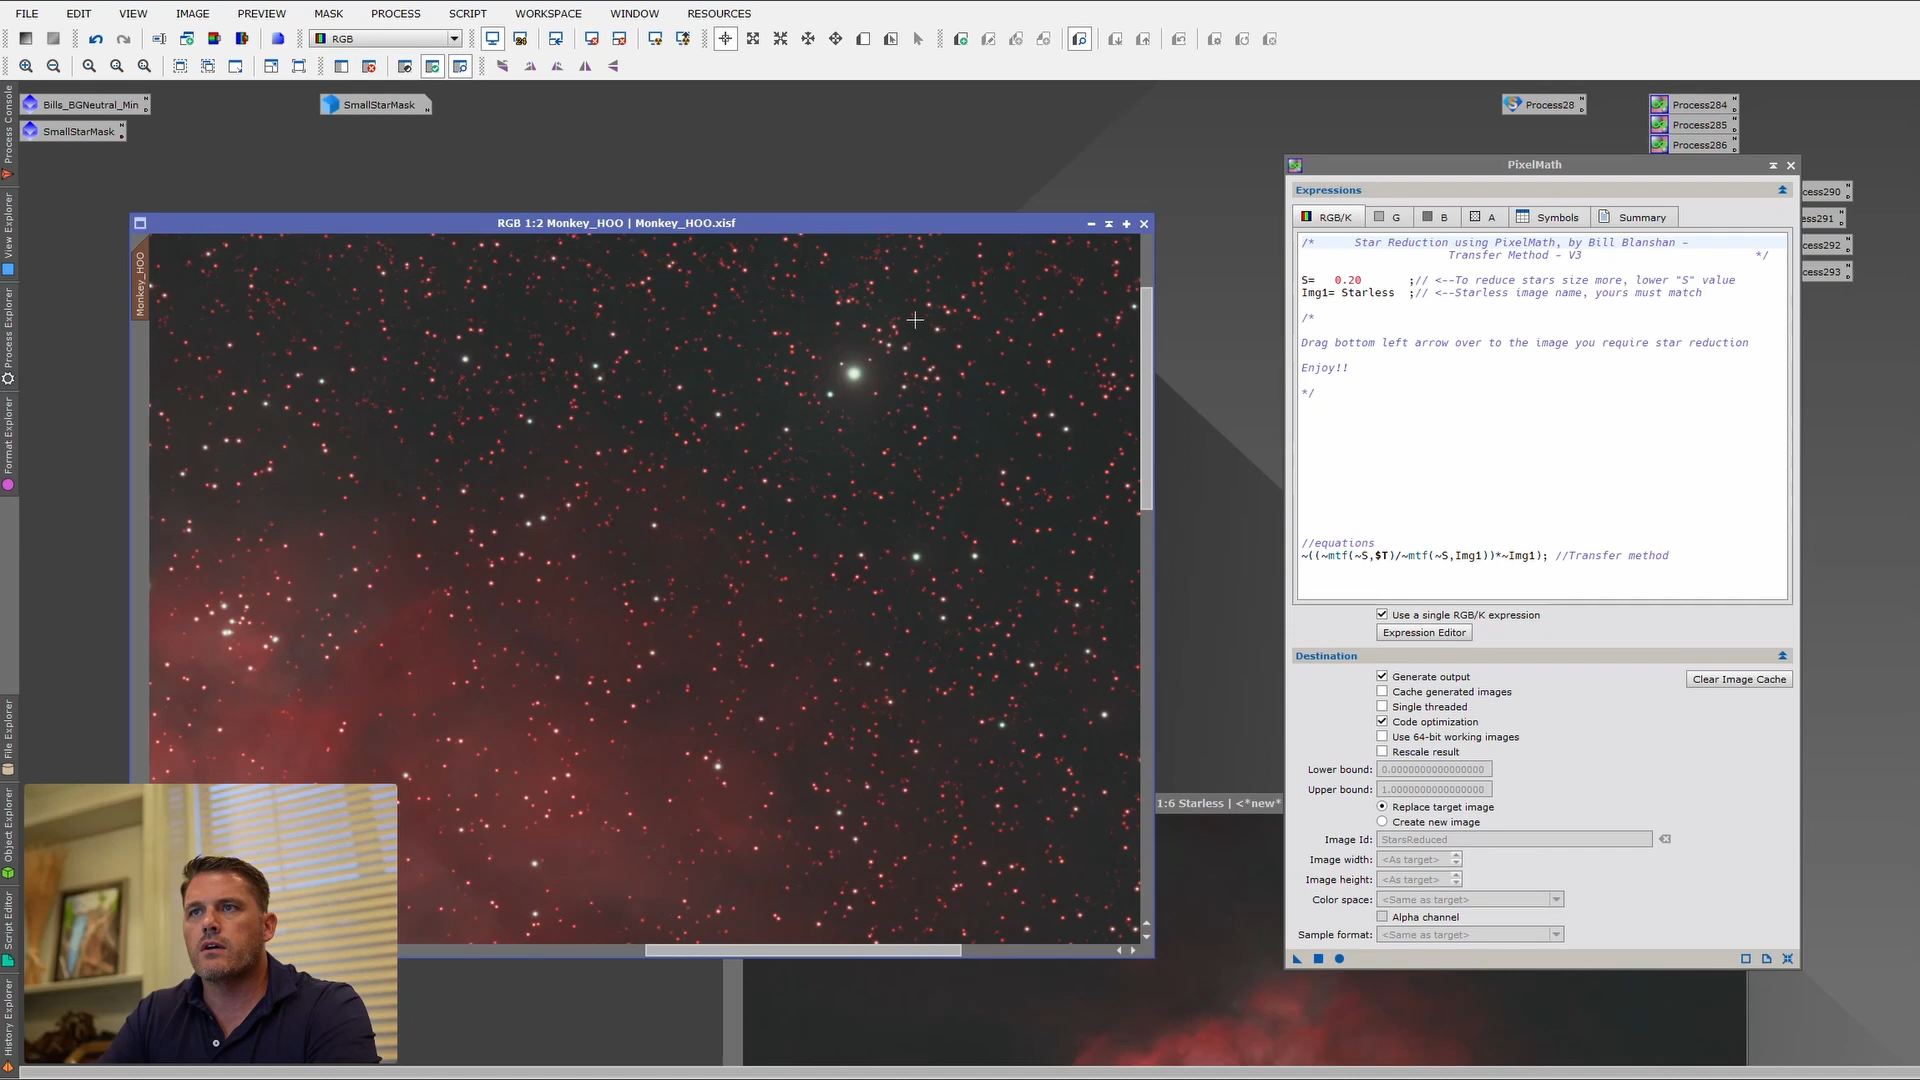 FILE EDIT VIEW IMAGE PREVIEW MASK PROCESS SCRIPT WORKSPACE WINDOW RESOURCES
RGB
Bills_BGNeutral_Min
SmallStarMask
SmallStarMask
Process28
Process284
Process285
Process286
cess290
cess291
cess292
cess293
Process Console
View Explorer
Process Explorer
Format Explorer
File Explorer
Object Explorer
Script Editor
History Explorer
RGB 1:2 Monkey_HOO | Monkey_HOO.xisf
Monkey_HOO
1:6 Starless | <*new*
PixelMath
Expressions
RGB/K G B A Symbols Summary
/* Star Reduction using PixelMath, by Bill Blanshan -
Transfer Method - V3 */
S= 0.20 ;// <--To reduce stars size more, lower "S" value
Img1= Starless ;// <--Starless image name, yours must match
/*
Drag bottom left arrow over to the image you require star reduction
Enjoy!!
*/
//equations
~((~mtf(~S,$T)/~mtf(~S,Img1))*~Img1); //Transfer method
Use a single RGB/K expression
Expression Editor
Destination
Generate output
Clear Image Cache
Cache generated images
Single threaded
Code optimization
Use 64-bit working images
Rescale result
Lower bound: 0.0000000000000000
Upper bound: 1.0000000000000000
Replace target image
Create new image
Image Id: StarsReduced
Image width: <As target>
Image height: <As target>
Color space: <Same as target>
Alpha channel
Sample format: <Same as target>